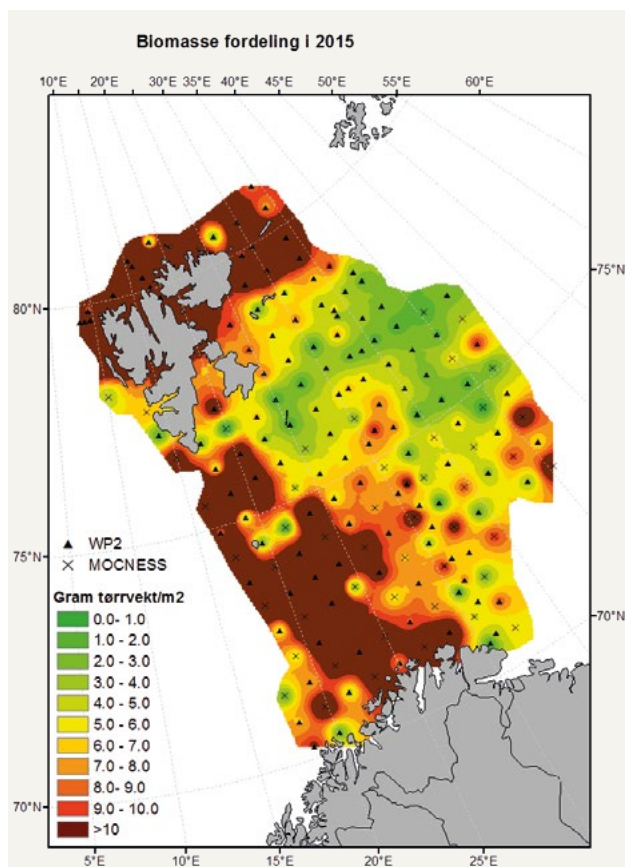 Biomasse fordeling i 2015
10°E 20°E 30°E 35°E 40°E 45°E 50°E 55°E 60°E
80°N
75°N
75°N
70°N
70°N
WP2
MOCNESS
Gram tørrvekt/m2
0.0- 1.0
1.0 - 2.0
2.0 - 3.0
3.0 - 4.0
4.0 - 5.0
5.0 - 6.0
6.0 - 7.0
7.0 - 8.0
8.0- 9.0
9.0 - 10.0
>10
5°E 10°E 15°E 20°E 25°E